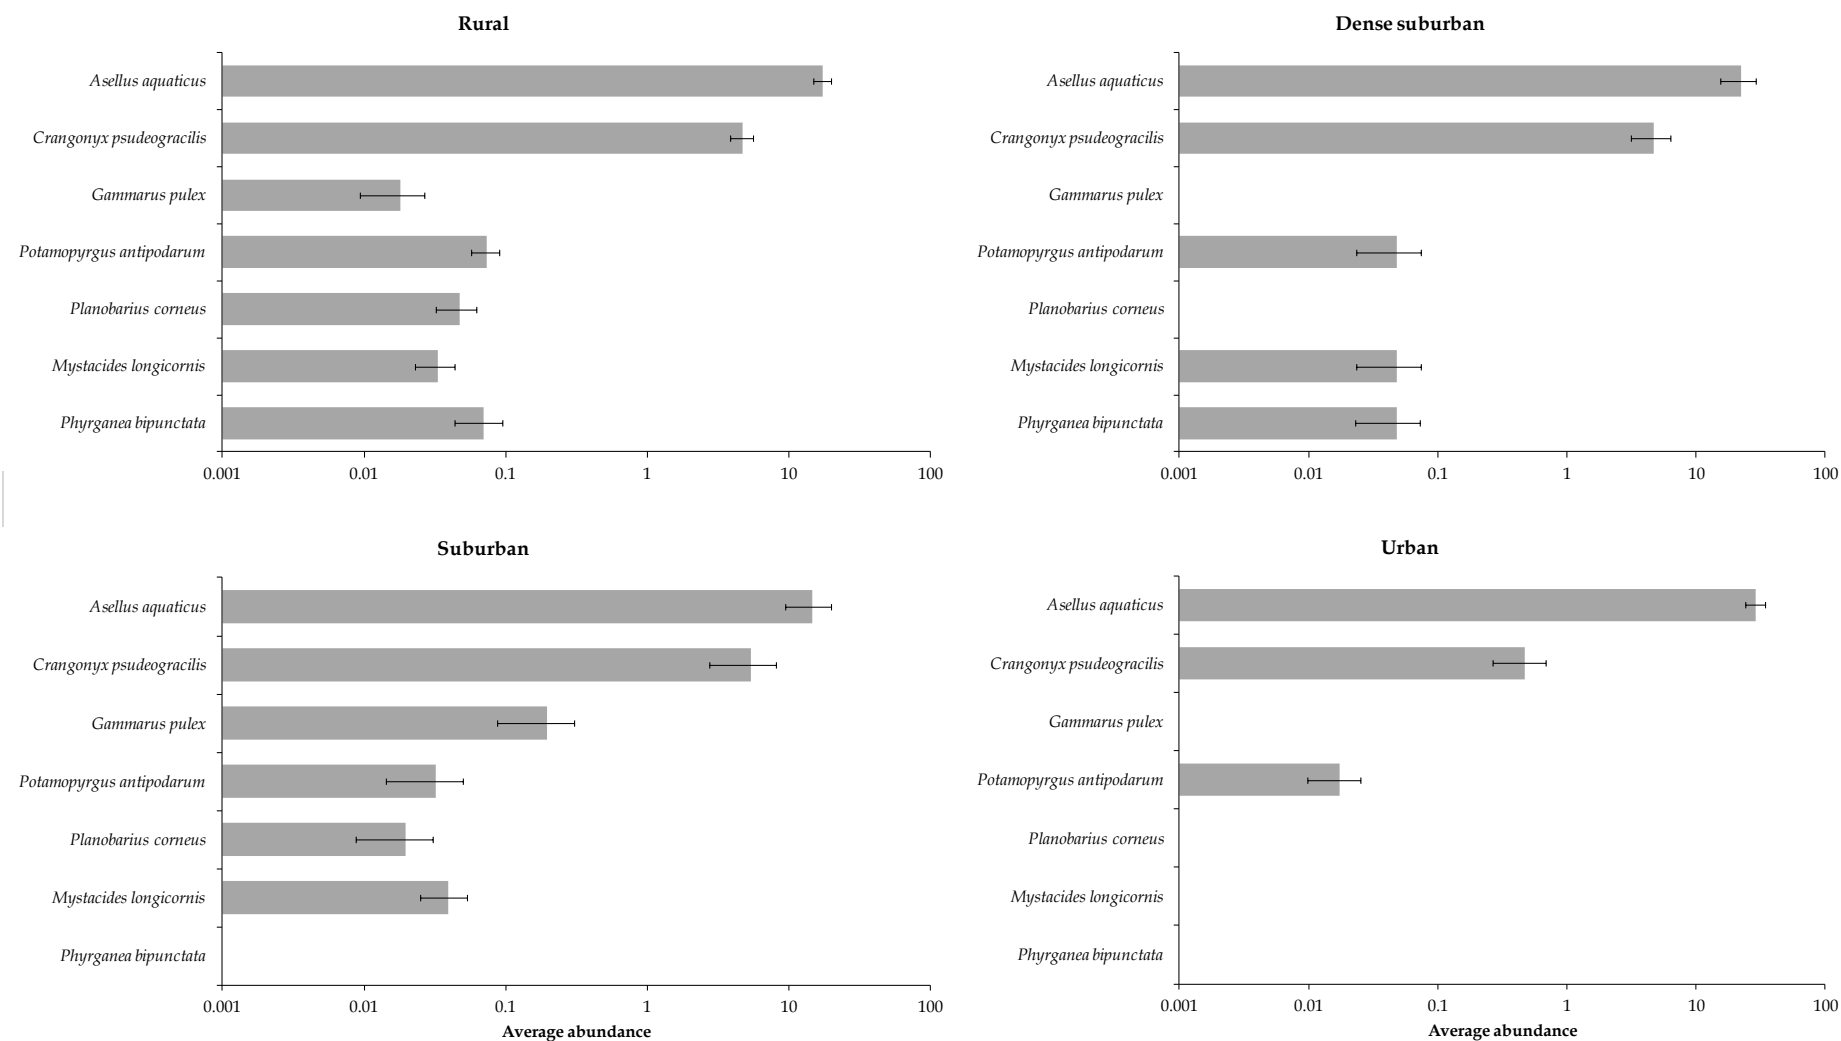 Rural
Asellus aquaticus
Crangonyx psudeogracilis
Gammarus pulex
Potamopyrgus antipodarum
Planobarius corneus
Mystacides longicornis
Phyrganea bipunctata
0.001 0.01 0.1 1 10 100
Dense suburban
Asellus aquaticus
Crangonyx psudeogracilis
Gammarus pulex
Potamopyrgus antipodarum
Planobarius corneus
Mystacides longicornis
Phyrganea bipunctata
0.001 0.01 0.1 1 10 100
Suburban
Asellus aquaticus
Crangonyx psudeogracilis
Gammarus pulex
Potamopyrgus antipodarum
Planobarius corneus
Mystacides longicornis
Phyrganea bipunctata
0.001 0.01 0.1 1 10 100
Average abundance
Urban
Asellus aquaticus
Crangonyx psudeogracilis
Gammarus pulex
Potamopyrgus antipodarum
Planobarius corneus
Mystacides longicornis
Phyrganea bipunctata
0.001 0.01 0.1 1 10 100
Average abundance